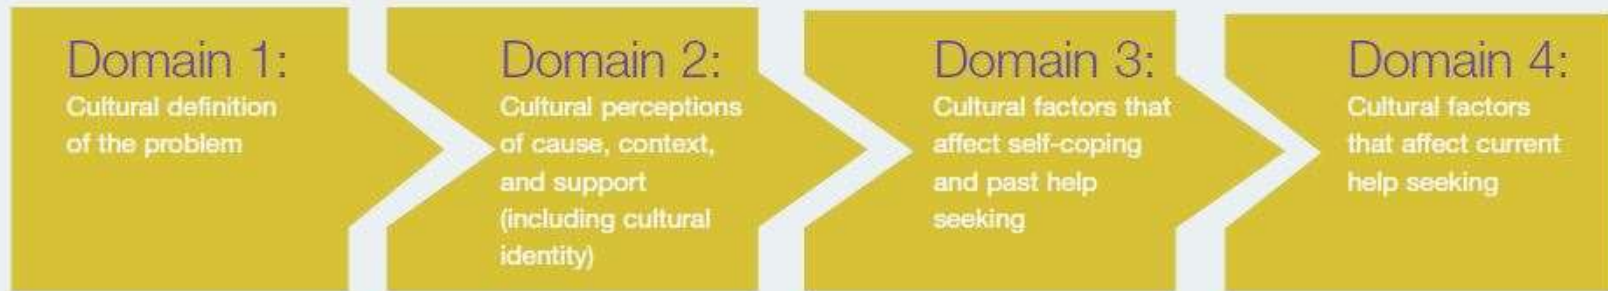 Domain 1:
Cultural definition
of the problem
Domain 2:
Cultural perceptions
of cause, context,
and support
(including cultural
identity)
Domain 3:
Cultural factors that
affect self-coping
and past help
seeking
Domain 4:
Cultural factors
that affect current
help seeking